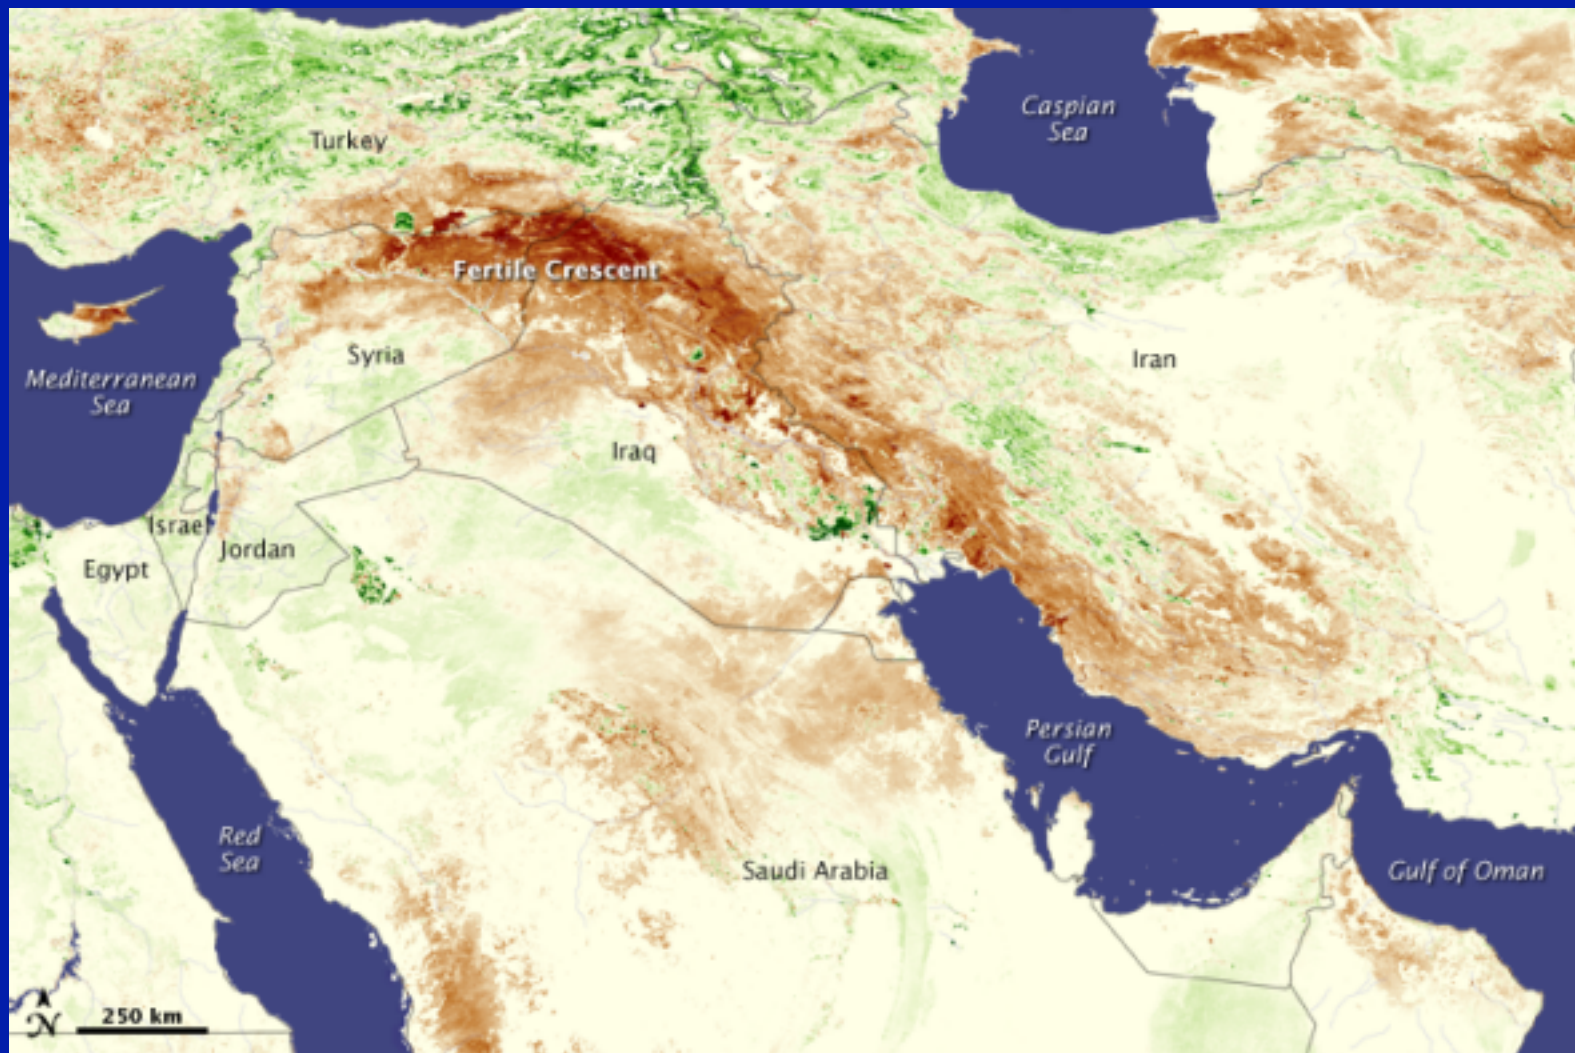 Caspian
Sea
Turkey
Fertile Crescent
Syria
Iran
Mediterranean
Sea
Iraq
Israel
Jordan
Egypt
Persian
Gulf
Red
Sea
Saudi Arabia
Gulf of Oman
N
250 km